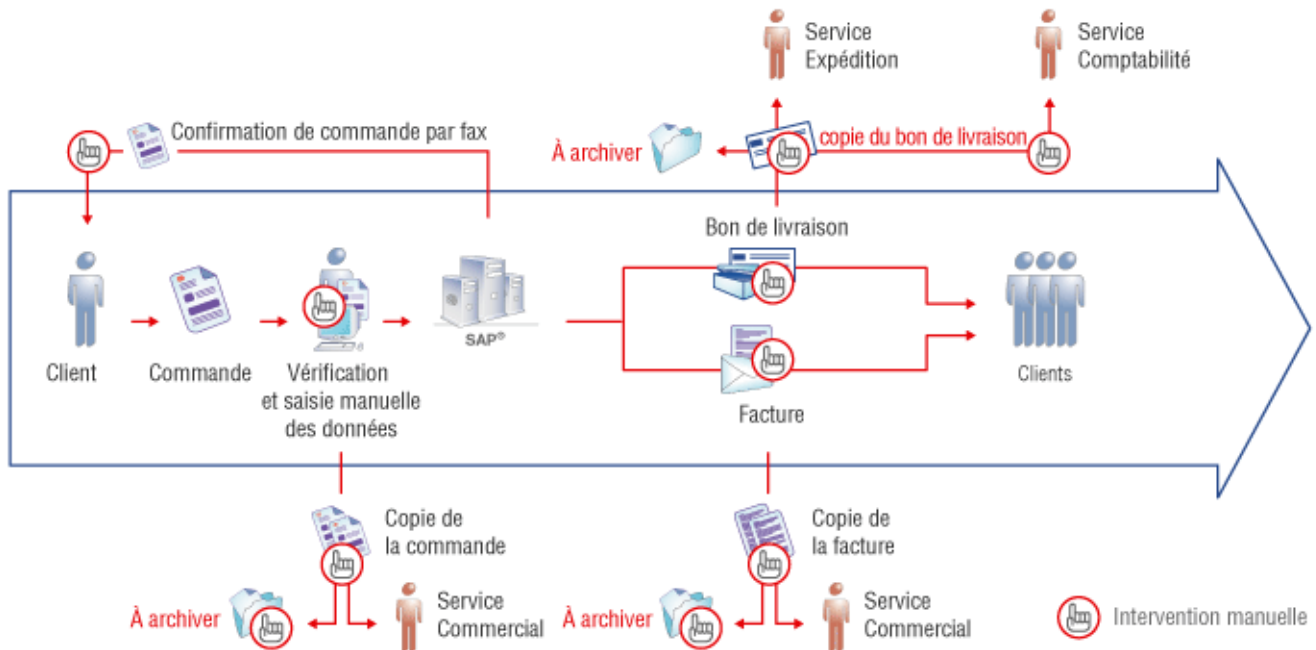 Service
Expédition
Service
Comptabilité
Confirmation de commande par fax
À archiver
copie du bon de livraison
Bon de livraison
SAP®
Client
Commande
Vérification
et saisie manuelle
des données
Facture
Clients
Copie de
la commande
Copie de
la facture
À archiver
Service
Commercial
À archiver
Service
Commercial
Intervention manuelle